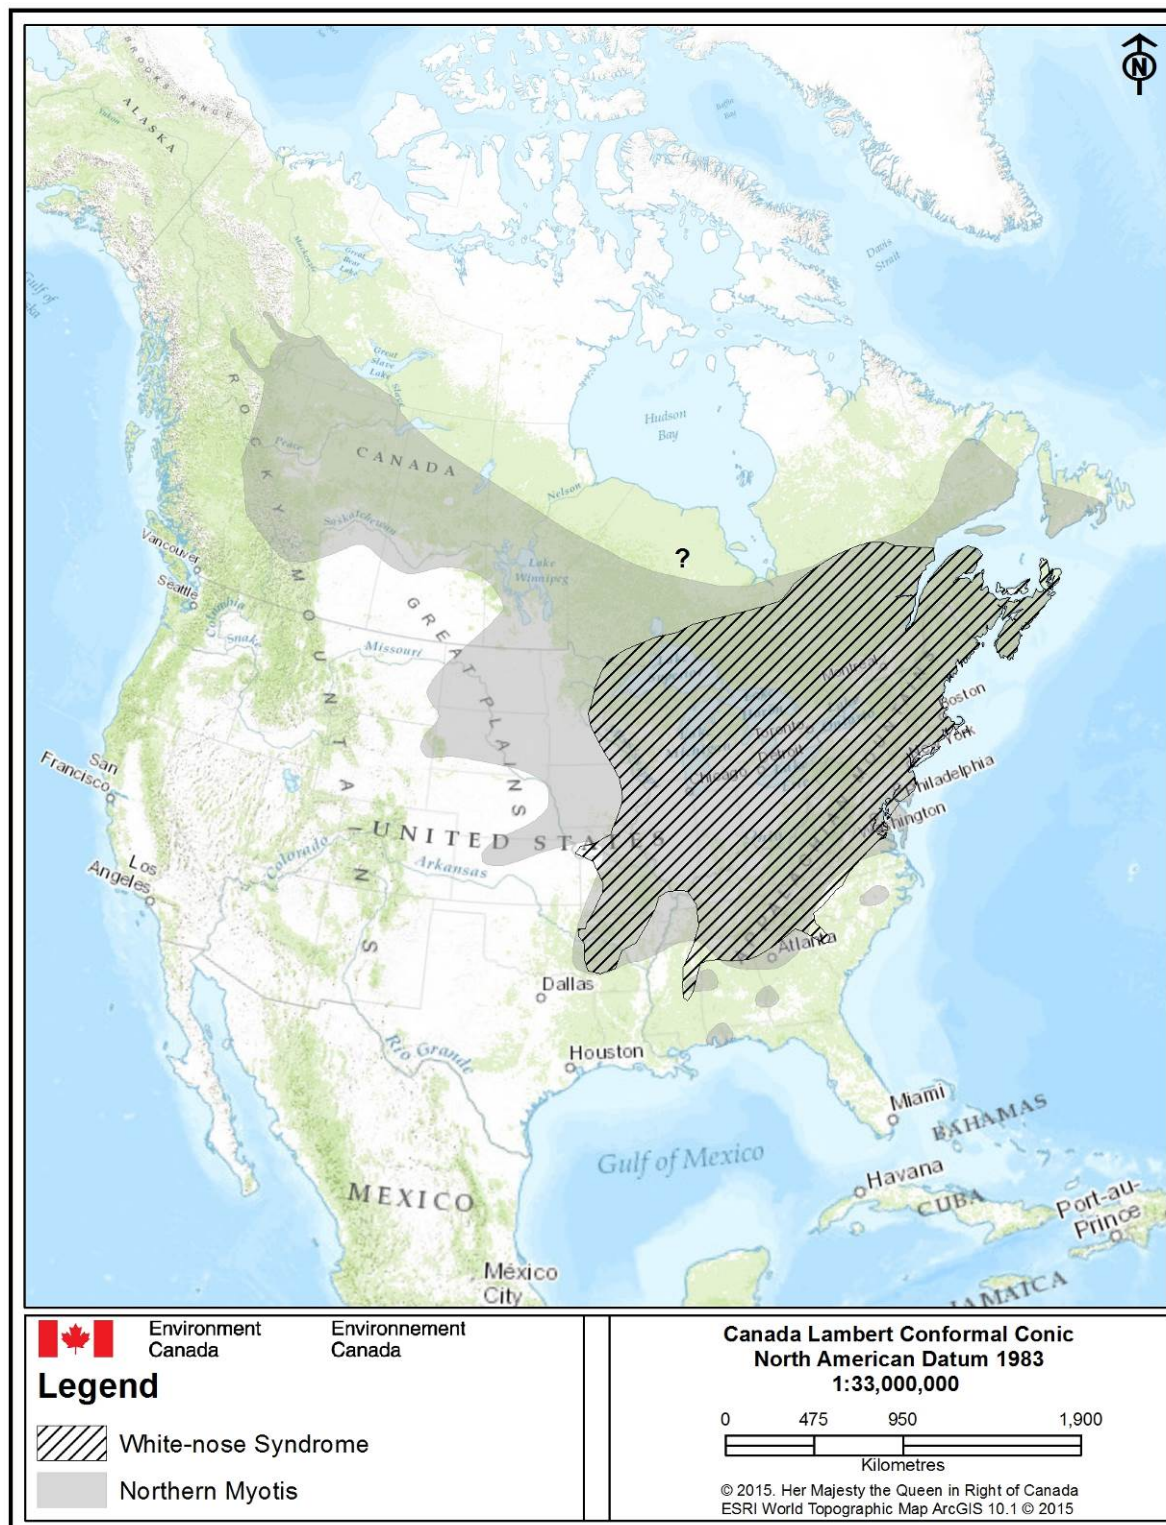 Baffin
Bay
BROOKS RANGE
ALASKA
Yukon
Davis
Strait
Mackenzie
Great
Bear
Lake
Gulf of
Great
Slave
Lake
Slave
Hudson
Bay
ROCKY MOUNTAINS
Peace
CANADA
Nelson
Saskatchewan
?
Lake
Winnipeg
Vancouver
Seattle
Columbia
Snake
GREAT PLAINS
Missouri
Montreal
Boston
Toronto
Detroit
New York
Chicago
Philadelphia
Washington
APPALACHIAN MOUNTAINS
San
Francisco
UNITED STATES
Colorado
Arkansas
Los
Angeles
Atlanta
Dallas
Rio Grande
Houston
Miami
BAHAMAS
Gulf of Mexico
Havana
CUBA
MEXICO
Port-au-
Prince
México
City
JAMAICA
N
Environment
Canada
Environnement
Canada
Legend
White-nose Syndrome
Northern Myotis
Canada Lambert Conformal Conic
North American Datum 1983
1:33,000,000
0 475 950 1,900
Kilometres
© 2015. Her Majesty the Queen in Right of Canada
ESRI World Topographic Map ArcGIS 10.1 © 2015